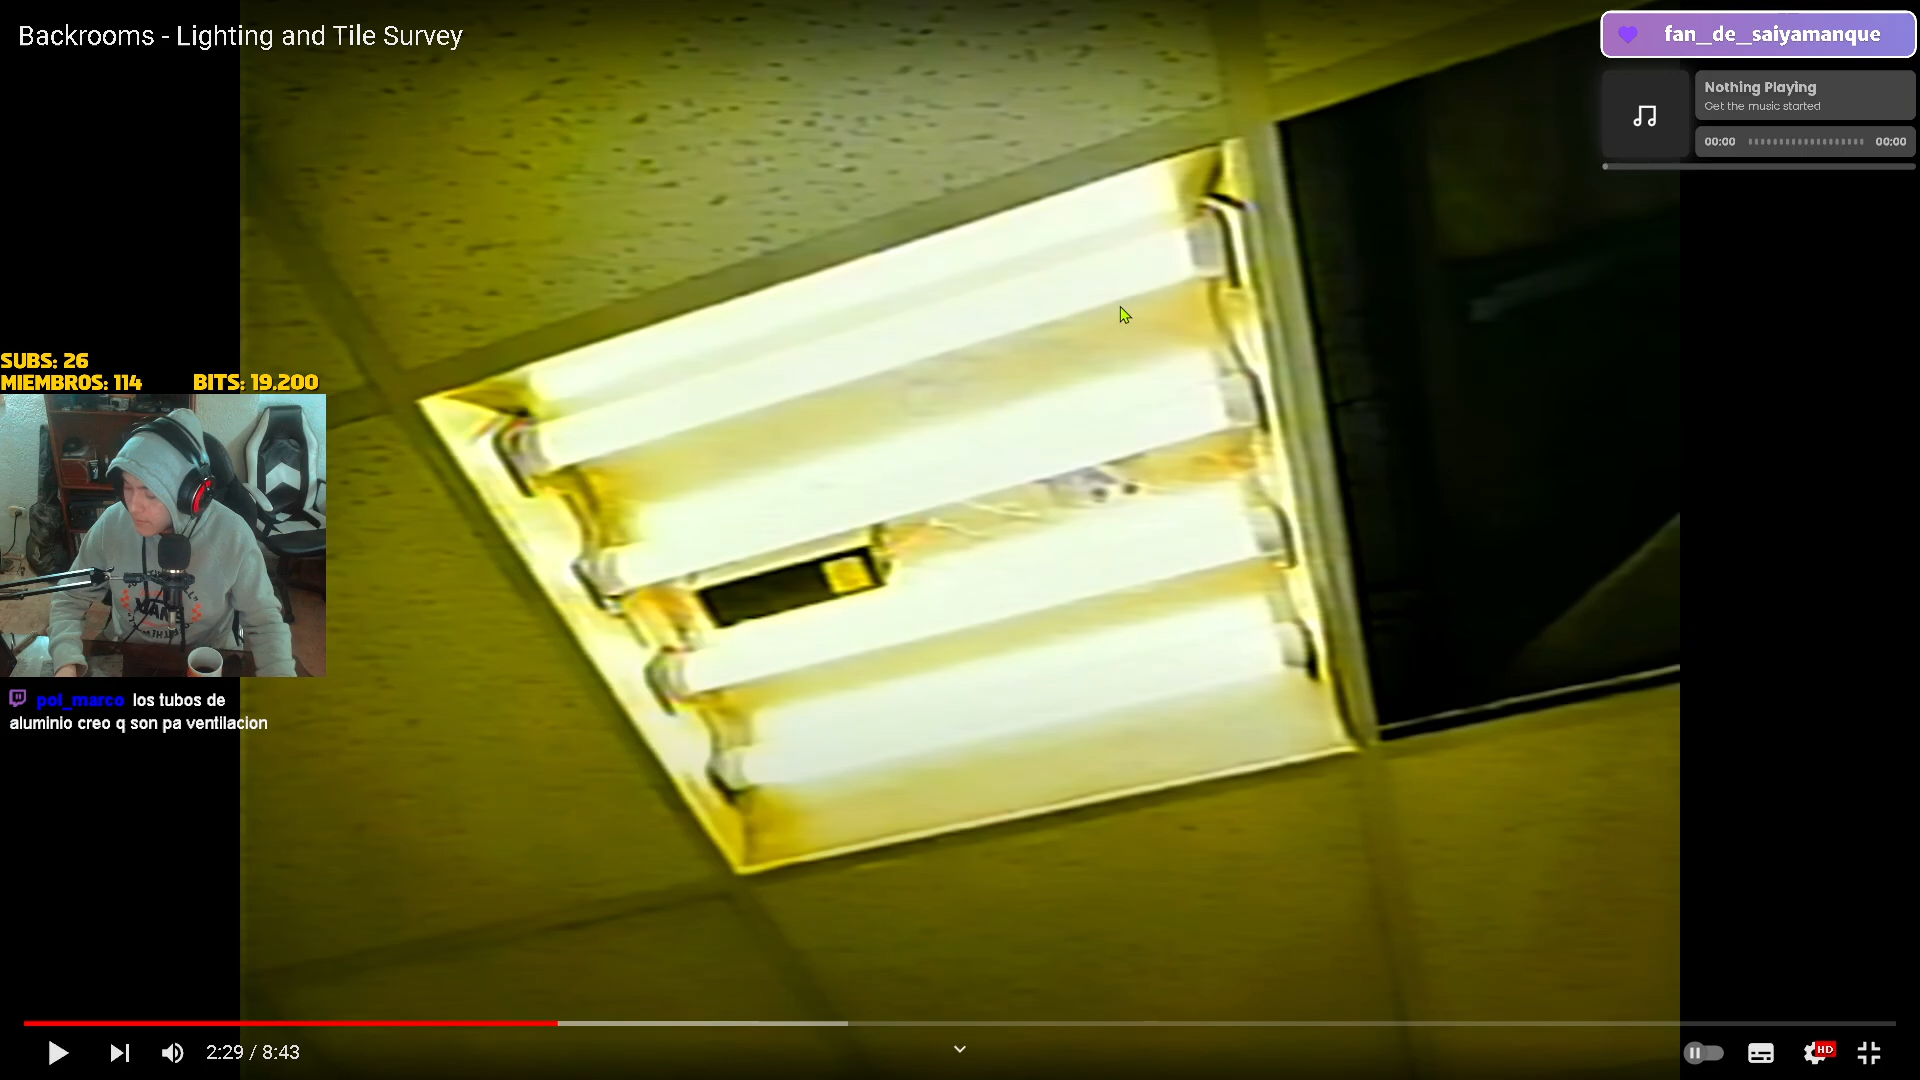 Backrooms - Lighting and Tile Survey
fan_de_saiyamanque
Nothing Playing
Get the music started
00:00 00:00
SUBS: 26
MIEMBROS: 114 BITS: 19.200
VANS
pol_marco los tubos de
aluminio creo q son pa ventilacion
2:29 / 8:43
HD